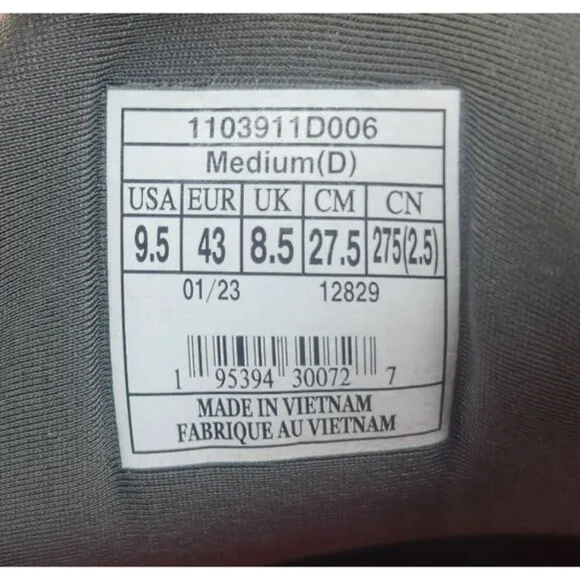 1103911D006
Medium(D)
USA EUR UK CM CN
9.5 43 8.5 27.5 275(2.5)
01/23 12829
1 95394 30072 7
MADE IN VIETNAM
FABRIQUE AU VIETNAM